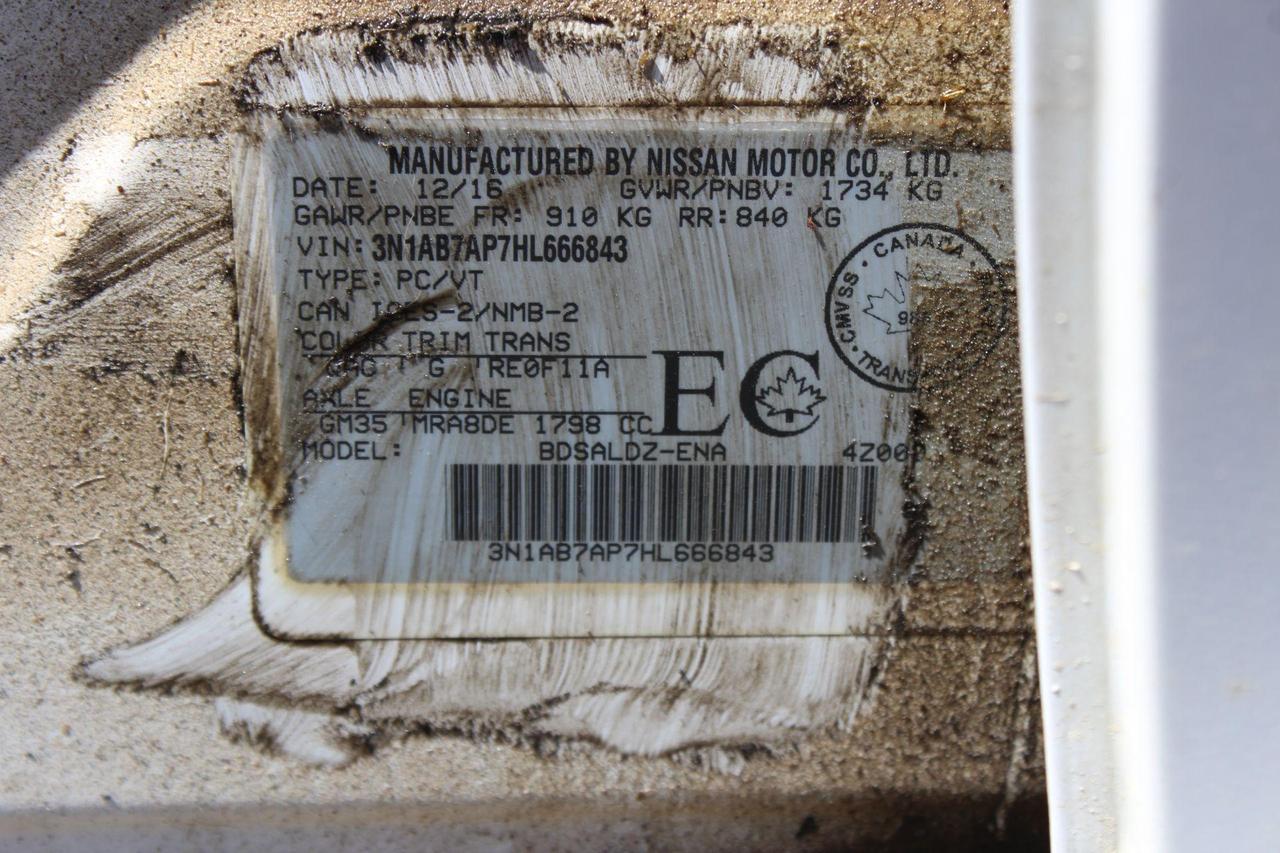 MANUFACTURED BY NISSAN MOTOR CO., LTD.
DATE: 12/16 GVWR/PNBV: 1734 KG
GAWR/PNBE FR: 910 KG RR: 840 KG
VIN: 3N1AB7AP7HL666843
TYPE: PC/VT
CAN ICES-2/NMB-2
COLOR TRIM TRANS
G RE0F11A
AXLE ENGINE
GM35 MRA8DE 1798 CC
EC
MODEL: BDSALDZ-ENA
3N1AB7AP7HL666843
CANADA
CMVSS